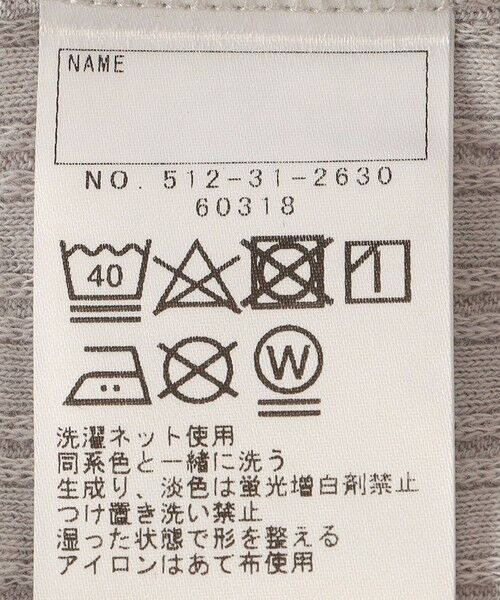 NAME
NO. 512-31-2630
60318
40
W
洗濯ネット使用
同系色と一緒に洗う
生成り、淡色は蛍光増白剤禁止
つけ置き洗い禁止
湿った状態で形を整える
アイロンはあて布使用